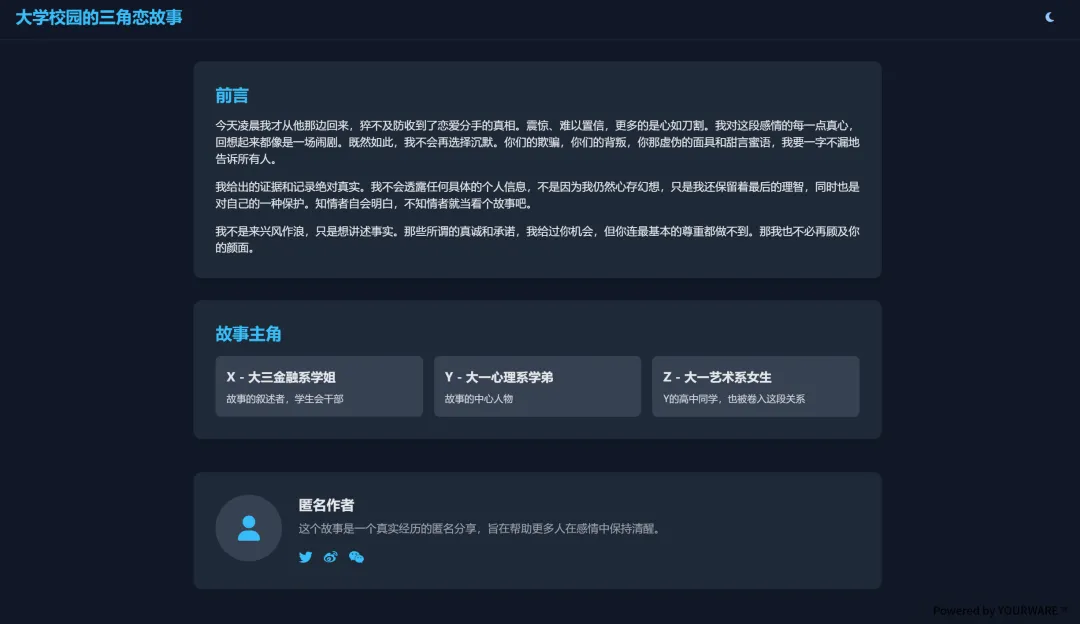 大学校园的三角恋故事
前言
今天凌晨我才从他那边回来，猝不及防收到了恋爱分手的真相。震惊、难以置信，更多的是心如刀割。我对这段感情的每一点真心，
回想起来都像是一场闹剧。既然如此，我不会再选择沉默。你们的欺骗，你们的背叛，你那虚伪的面具和甜言蜜语，我要一字不漏地
告诉所有人。
我给出的证据和记录绝对真实。我不会透露任何具体的个人信息，不是因为我仍然心存幻想，只是我还保留着最后的理智，同时也是
对自己的一种保护。知情者自会明白，不知情者就当看个故事吧。
我不是来兴风作浪，只是想讲述事实。那些所谓的真诚和承诺，我给过你机会，但你连最基本的尊重都做不到。那我也不必再顾及你
的颜面。
故事主角
X - 大三金融系学姐
故事的叙述者，学生会干部
Y - 大一心理系学弟
故事的中心人物
Z - 大一艺术系女生
Y的高中同学，也被卷入这段关系
匿名作者
这个故事是一个真实经历的匿名分享，旨在帮助更多人在感情中保持清醒。
Powered by YOURWARE